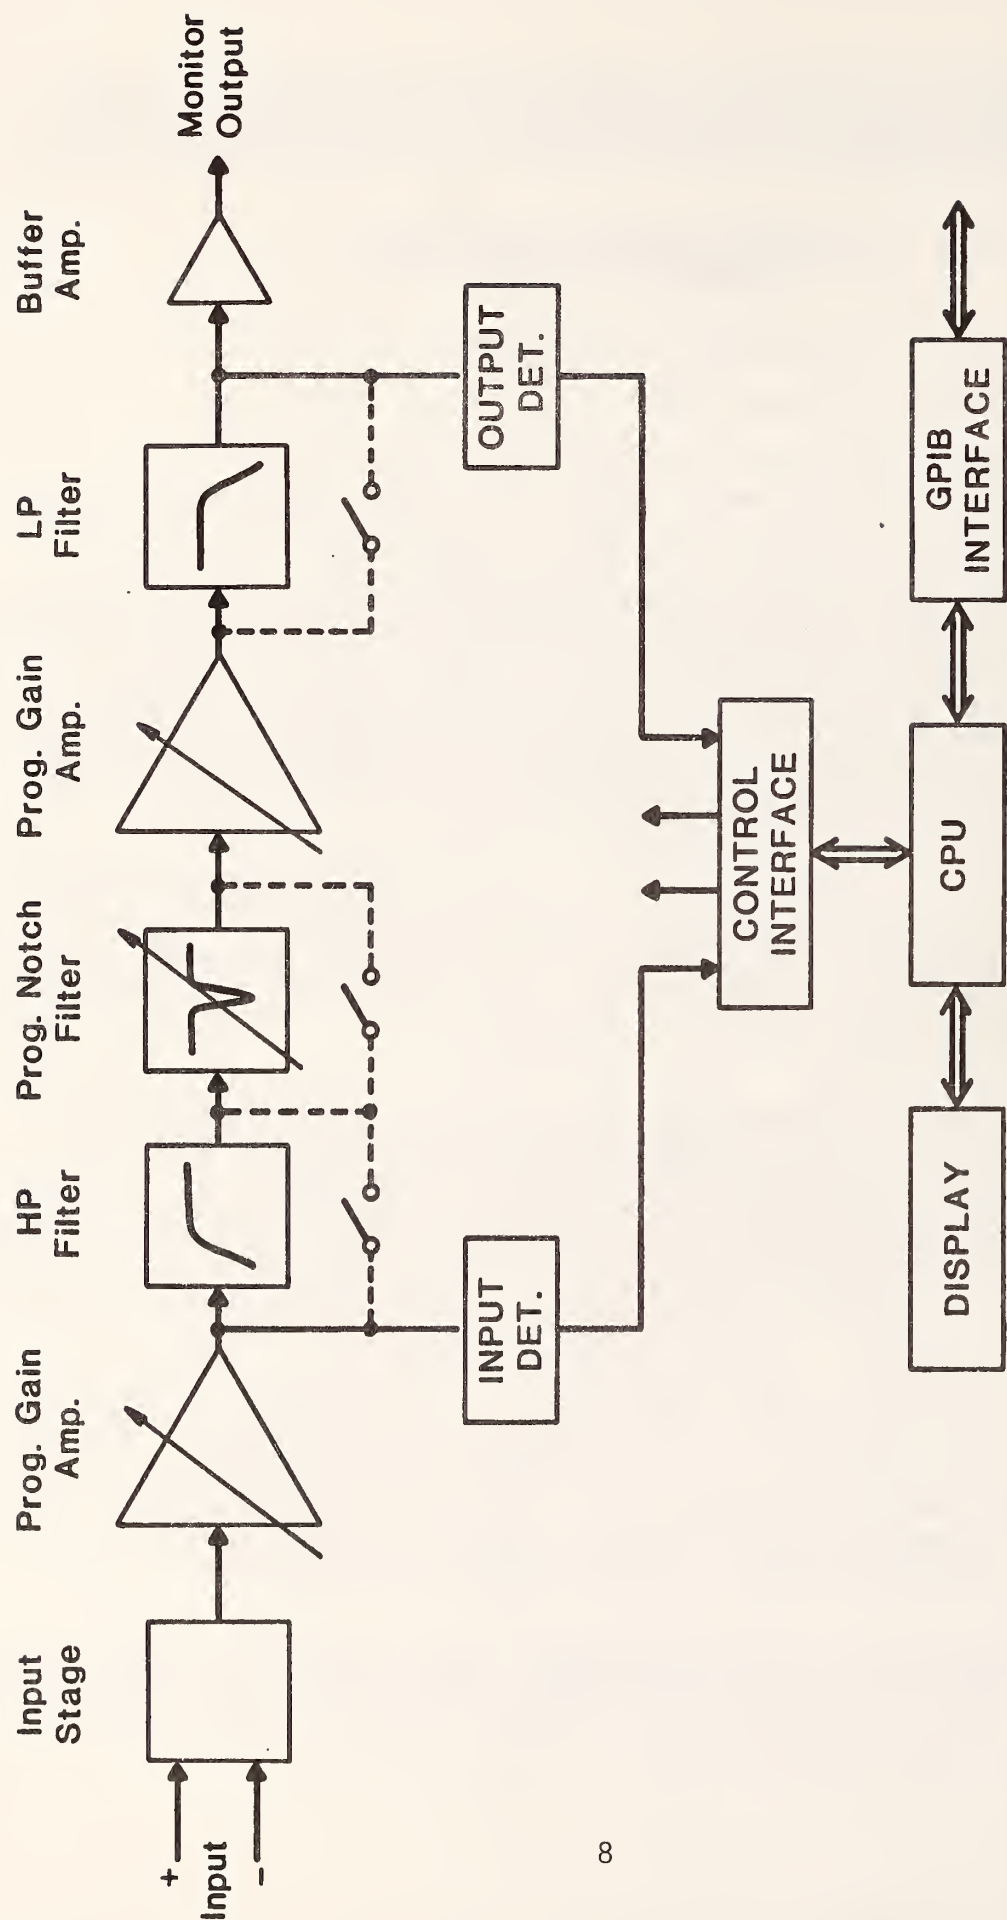 Input
Stage
Prog. Gain
Amp.
HP
Filter
Prog. Notch
Filter
Prog. Gain
Amp.
LP
Filter
Buffer
Amp.
+
Input
-
Monitor
Output
INPUT
DET.
OUTPUT
DET.
CONTROL
INTERFACE
DISPLAY
CPU
GPIB
INTERFACE
8